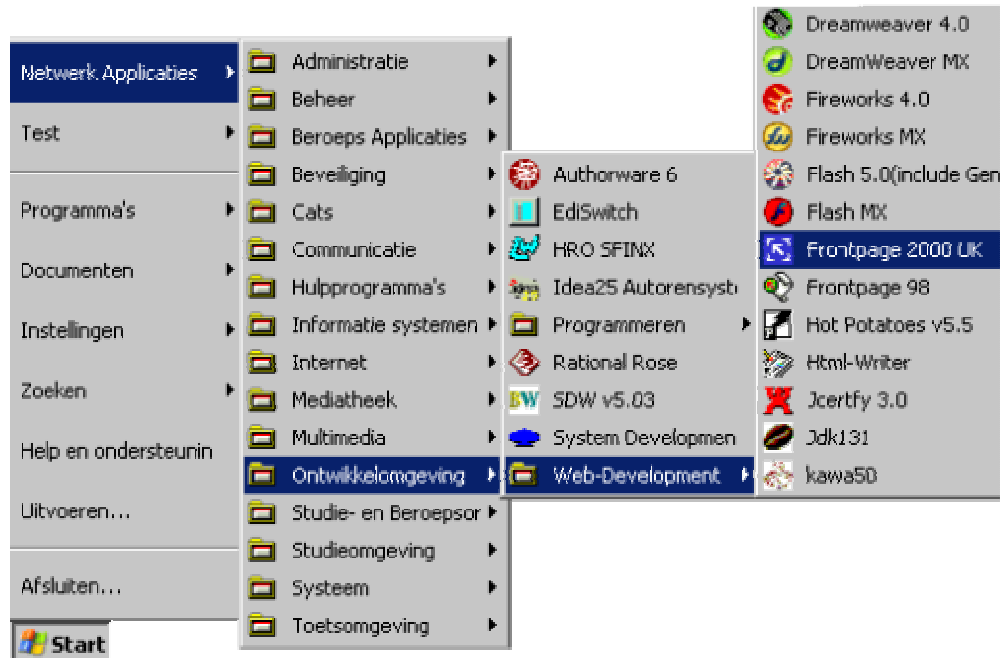 Netwerk Applicaties
Test
Programma's
Documenten
Instellingen
Zoeken
Help en ondersteunin
Uitvoeren...
Afsluiten...
Start
Administratie
Beheer
Beroeps Applicaties
Beveiliging
Cats
Communicatie
Hulpprogramma's
Informatie systemen
Internet
Mediatheek
Multimedia
Ontwikkelomgeving
Studie- en Beroepsor
Studieomgeving
Systeem
Toetsomgeving
Authorware 6
EdiSwitch
HRO SFINX
Idea25 Autorensyst
Programmeren
Rational Rose
SDW v5.03
System Developmen
Web-Development
Dreamweaver 4.0
DreamWeaver MX
Fireworks 4.0
Fireworks MX
Flash 5.0(include Gen
Flash MX
Frontpage 2000 UK
Frontpage 98
Hot Potatoes v5.5
Html-Writer
Jcertfy 3.0
Jdk131
kawa50